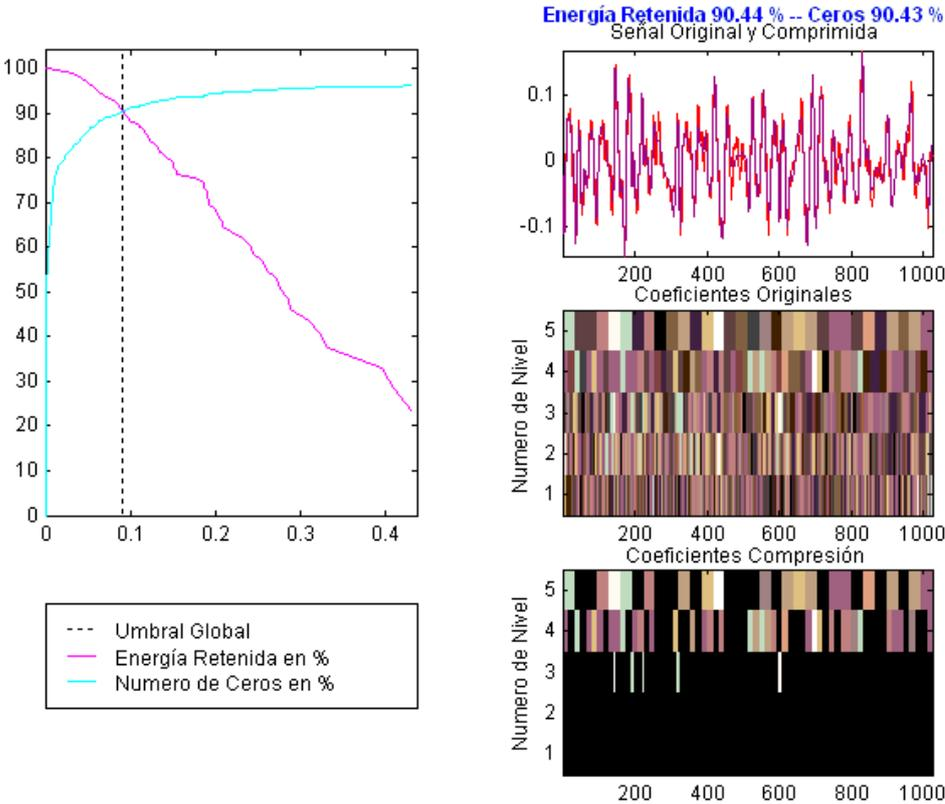 Energía Retenida 90.44 % -- Ceros 90.43 %
Señal Original y Comprimida
100
90
80
70
60
50
40
30
20
10
0
0 0.1 0.2 0.3 0.4
Umbral Global
Energía Retenida en %
Numero de Ceros en %
0.1
0
-0.1
200 400 600 800 1000
Coeficientes Originales
Numero de Nivel
5
4
3
2
1
200 400 600 800 1000
Coeficientes Compresión
Numero de Nivel
5
4
3
2
1
200 400 600 800 1000